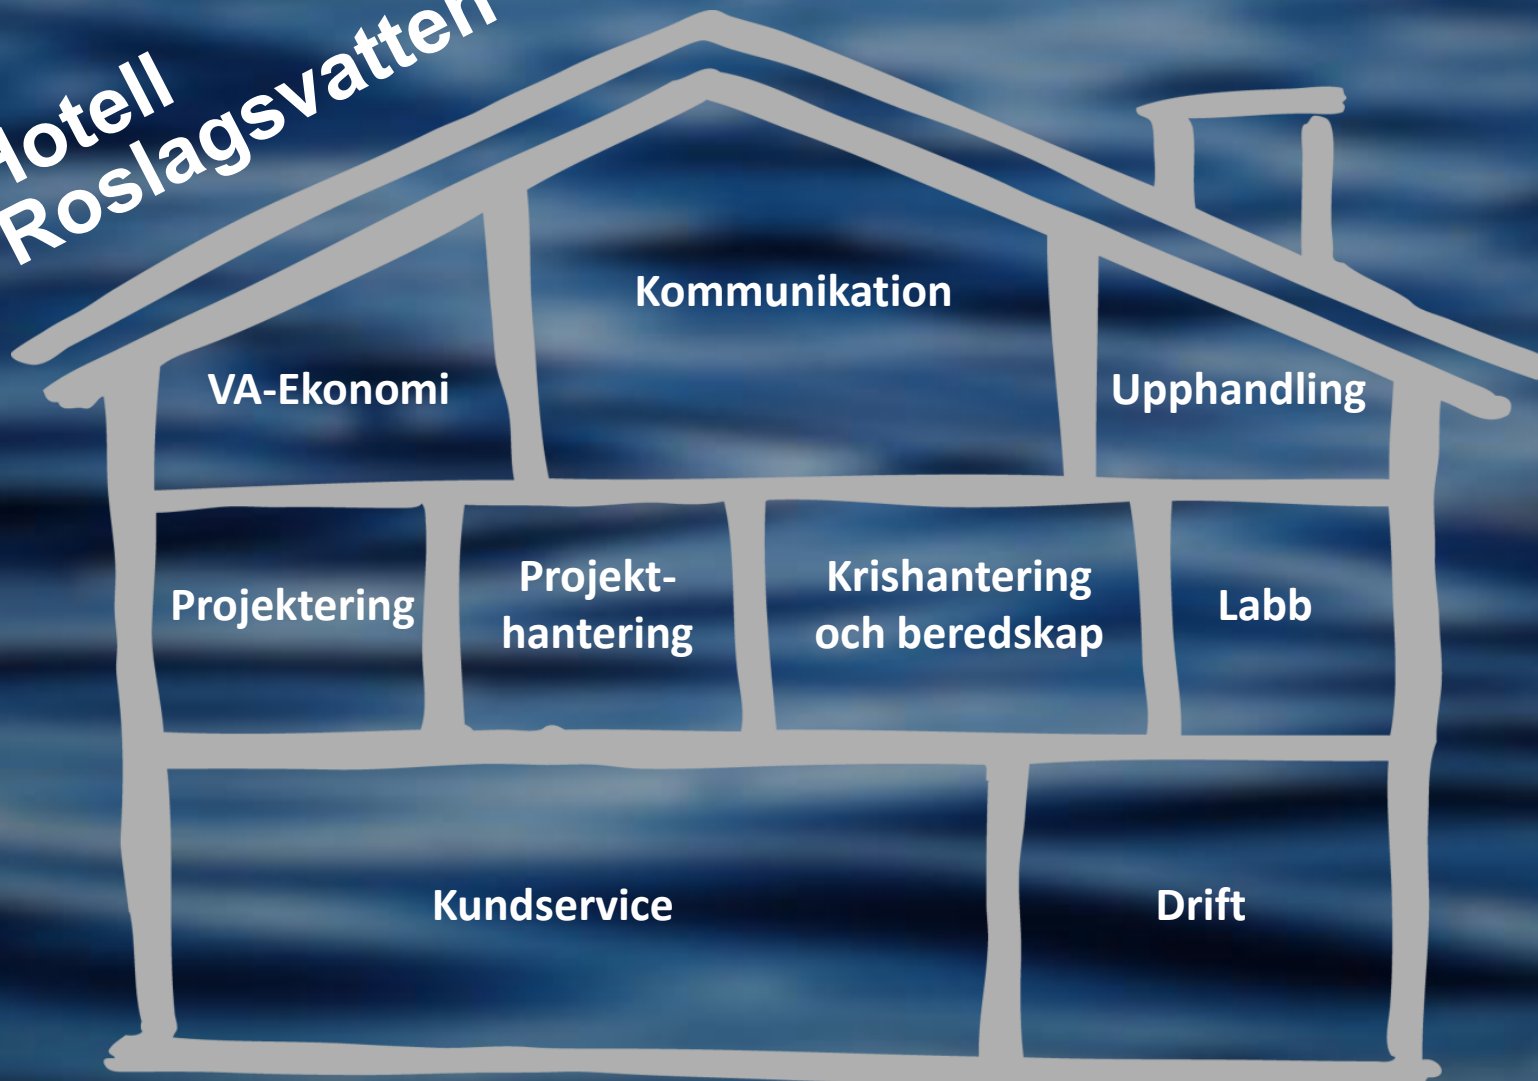 Hotell
Roslagsvatten
Kommunikation
VA-Ekonomi
Upphandling
Projektering
Projekt-
hantering
Krishantering
och beredskap
Labb
Kundservice
Drift